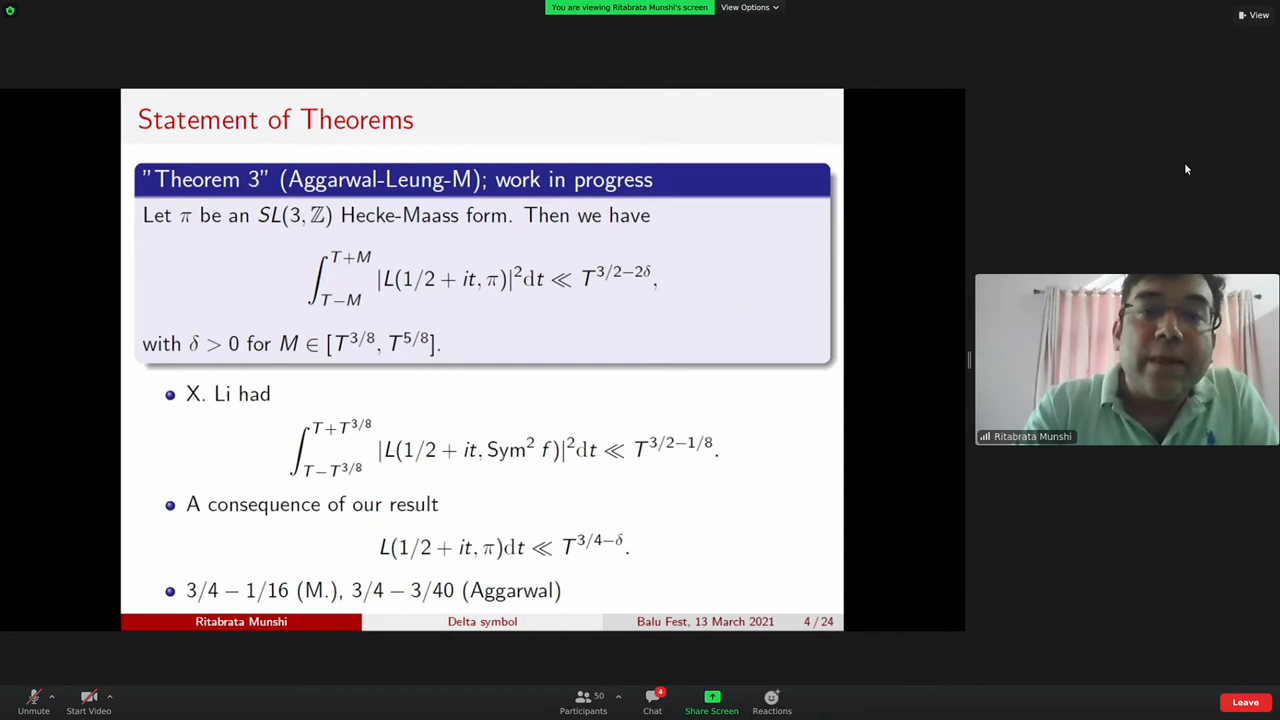 You are viewing Ritabrata Munshi's screen View Options
View
Statement of Theorems
"Theorem 3" (Aggarwal-Leung-M); work in progress
Let π be an SL(3, ℤ) Hecke-Maass form. Then we have
∫_{T−M}^{T+M} |L(1/2 + it, π)|²dt ≪ T^{3/2−2δ},
with δ > 0 for M ∈ [T^{3/8}, T^{5/8}].
X. Li had
∫_{T−T^{3/8}}^{T+T^{3/8}} |L(1/2 + it, Sym² f)|²dt ≪ T^{3/2−1/8}.
A consequence of our result
L(1/2 + it, π)dt ≪ T^{3/4−δ}.
3/4 − 1/16 (M.), 3/4 − 3/40 (Aggarwal)
Ritabrata Munshi Delta symbol Balu Fest, 13 March 2021 4 / 24
Ritabrata Munshi
50 4
Unmute Start Video Participants Chat Share Screen Reactions Leave